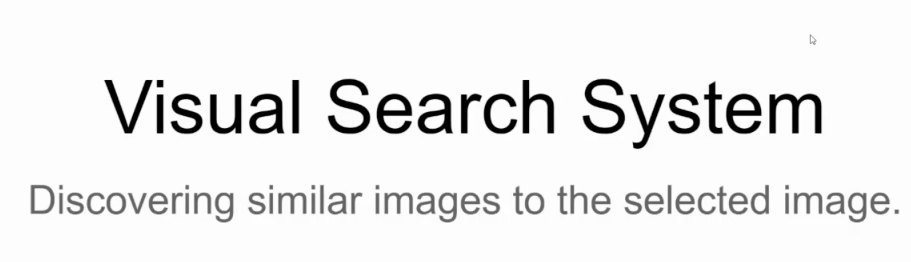 Visual Search System
Discovering similar images to the selected image.